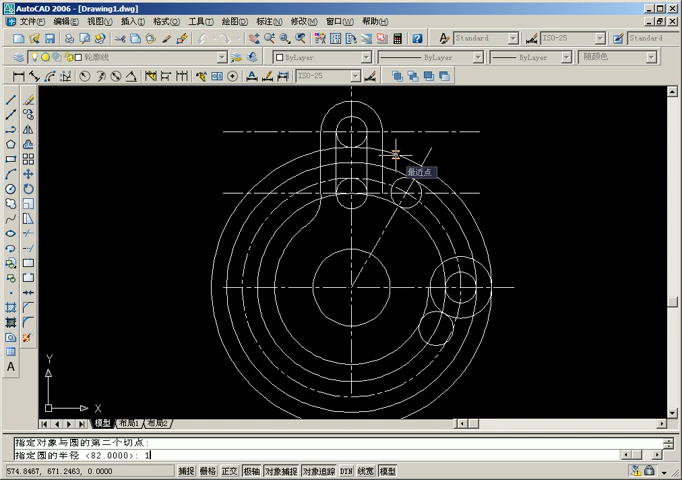 AutoCAD 2006 - [Drawing1.dwg]
文件(F) 编辑(E) 视图(V) 插入(I) 格式(O) 工具(T) 绘图(D) 标注(N) 修改(M) 窗口(W) 帮助(H)
Standard ISO-25 Standard
轮廓线 ByLayer ByLayer ByLayer 随颜色
ISO-25
最近点
Y
X
A
模型 布局1 布局2
指定对象与圆的第二个切点:
指定圆的半径 <82.0000>: 1
574.8467, 671.2463, 0.0000 捕捉 栅格 正交 极轴 对象捕捉 对象追踪 DYN 线宽 模型